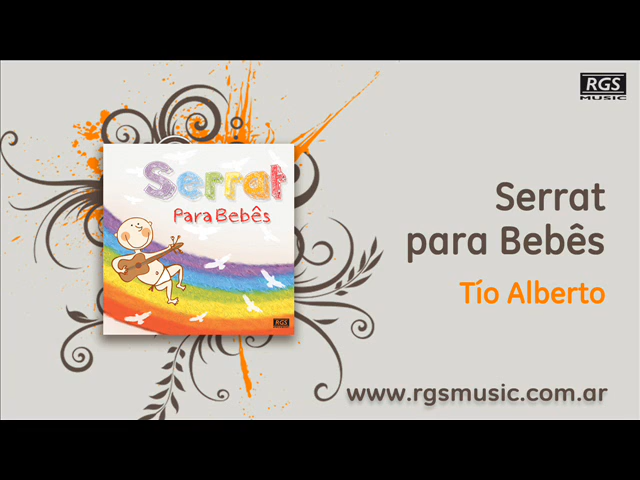 RGS
MUSIC
Serrat
Para Bebês
RGS
Serrat
para Bebês
Tío Alberto
www.rgsmusic.com.ar